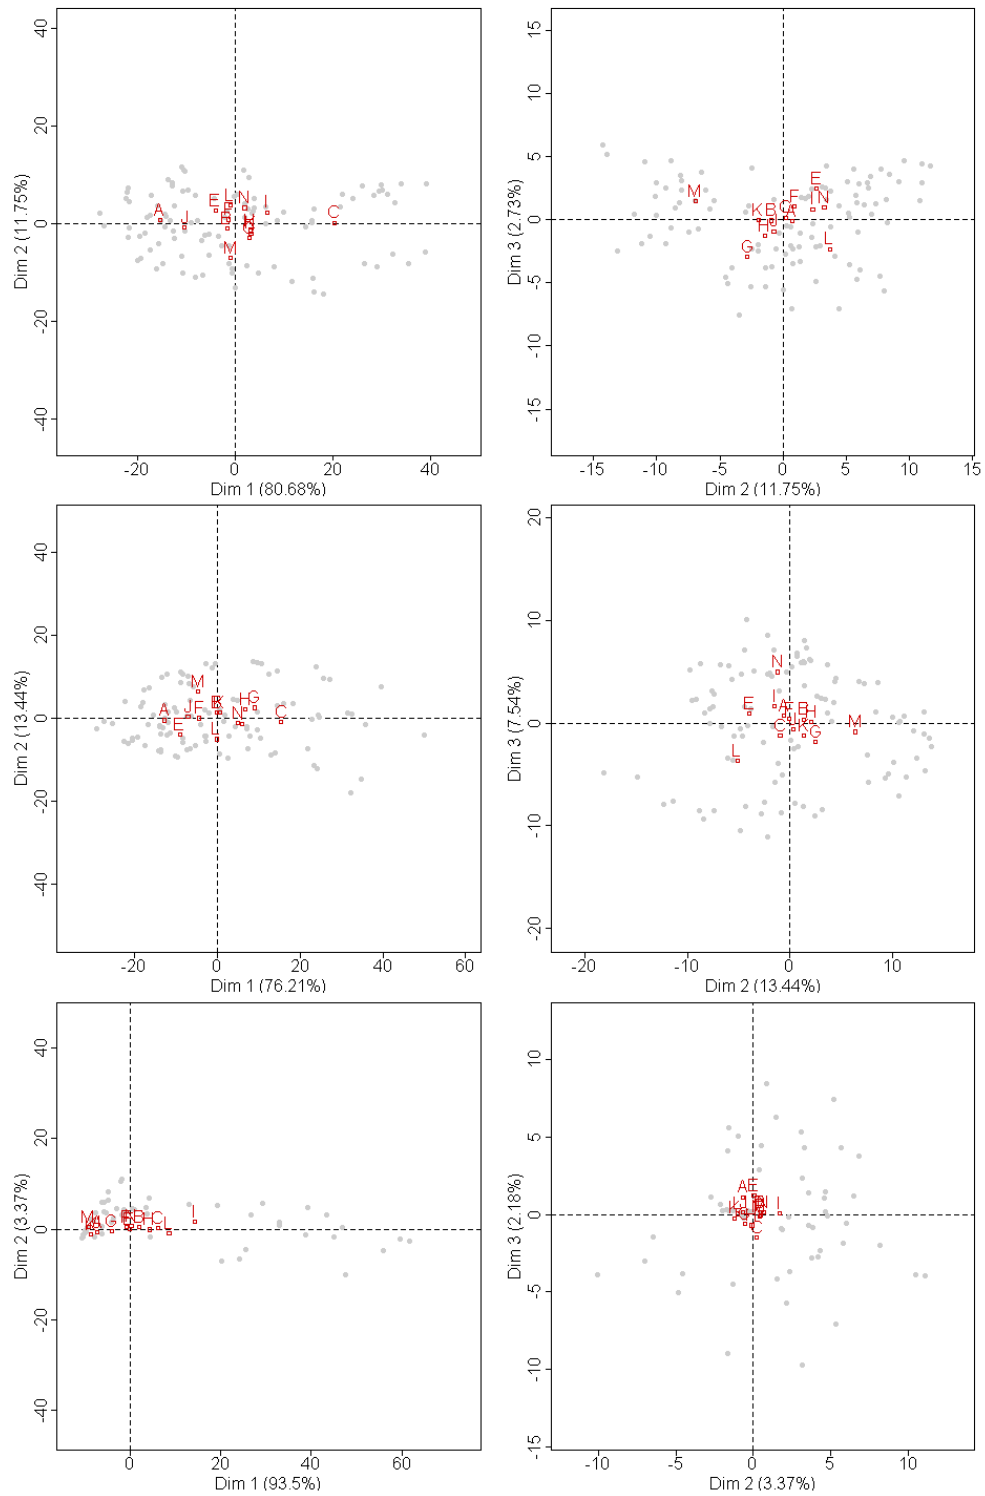 40
20
0
-20
-40
Dim 2 (11.75%)
A J E L N I C M
-20 0 20 40
Dim 1 (80.68%)
15
10
5
0
-5
-10
-15
Dim 3 (2.73%)
M K B H G C A F E I N L
-15 -10 -5 0 5 10 15
Dim 2 (11.75%)
40
20
0
-20
-40
Dim 2 (13.44%)
A J E M F K L N H G C
-20 0 20 40 60
Dim 1 (76.21%)
20
10
0
-10
-20
Dim 3 (7.54%)
N E I A L C B H J K G M
-20 -10 0 10
Dim 2 (13.44%)
40
20
0
-20
-40
Dim 2 (3.37%)
M A G B H C L I
0 20 40 60
Dim 1 (93.5%)
10
5
0
-5
-10
-15
Dim 3 (2.18%)
A E K N I C
-10 -5 0 5 10
Dim 2 (3.37%)